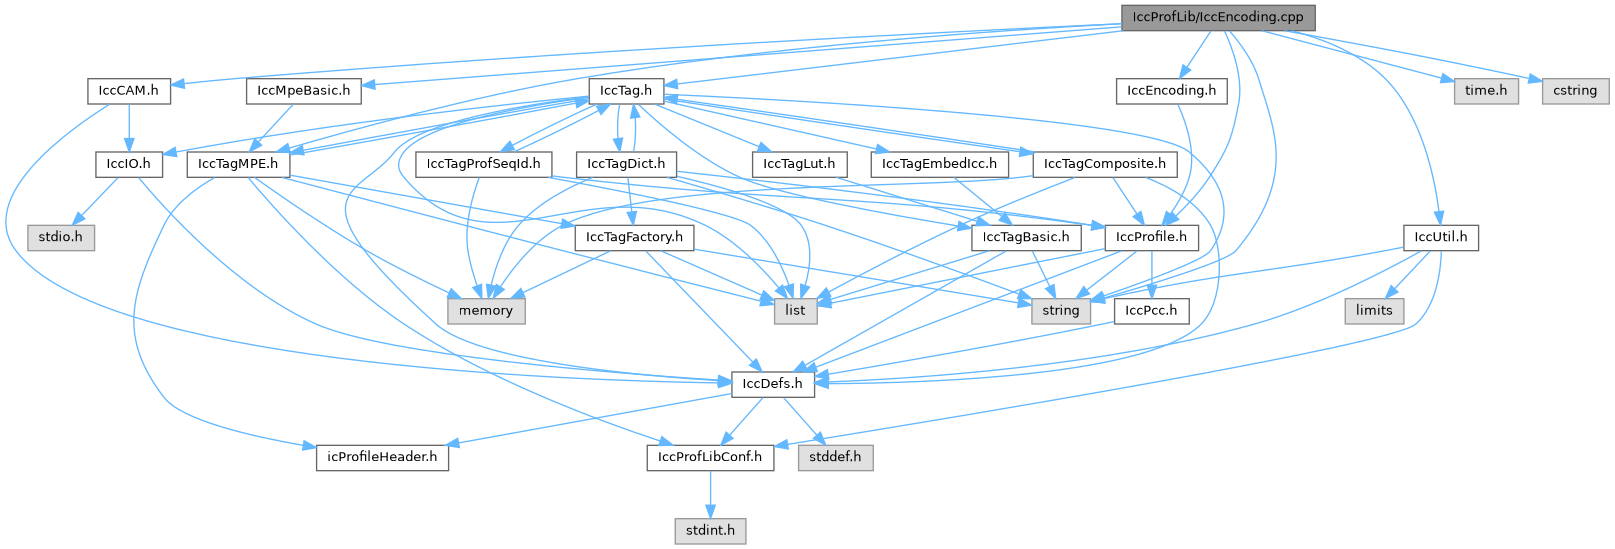 IccProfLib/IccEncoding.cpp
IccCAM.h
IccMpeBasic.h
IccTag.h
IccEncoding.h
time.h
cstring
IccIO.h
IccTagMPE.h
IccTagProfSeqId.h
IccTagDict.h
IccTagLut.h
IccTagEmbedIcc.h
IccTagComposite.h
stdio.h
IccTagFactory.h
IccTagBasic.h
IccProfile.h
IccUtil.h
memory
list
string
IccPcc.h
limits
IccDefs.h
icProfileHeader.h
IccProfLibConf.h
stddef.h
stdint.h